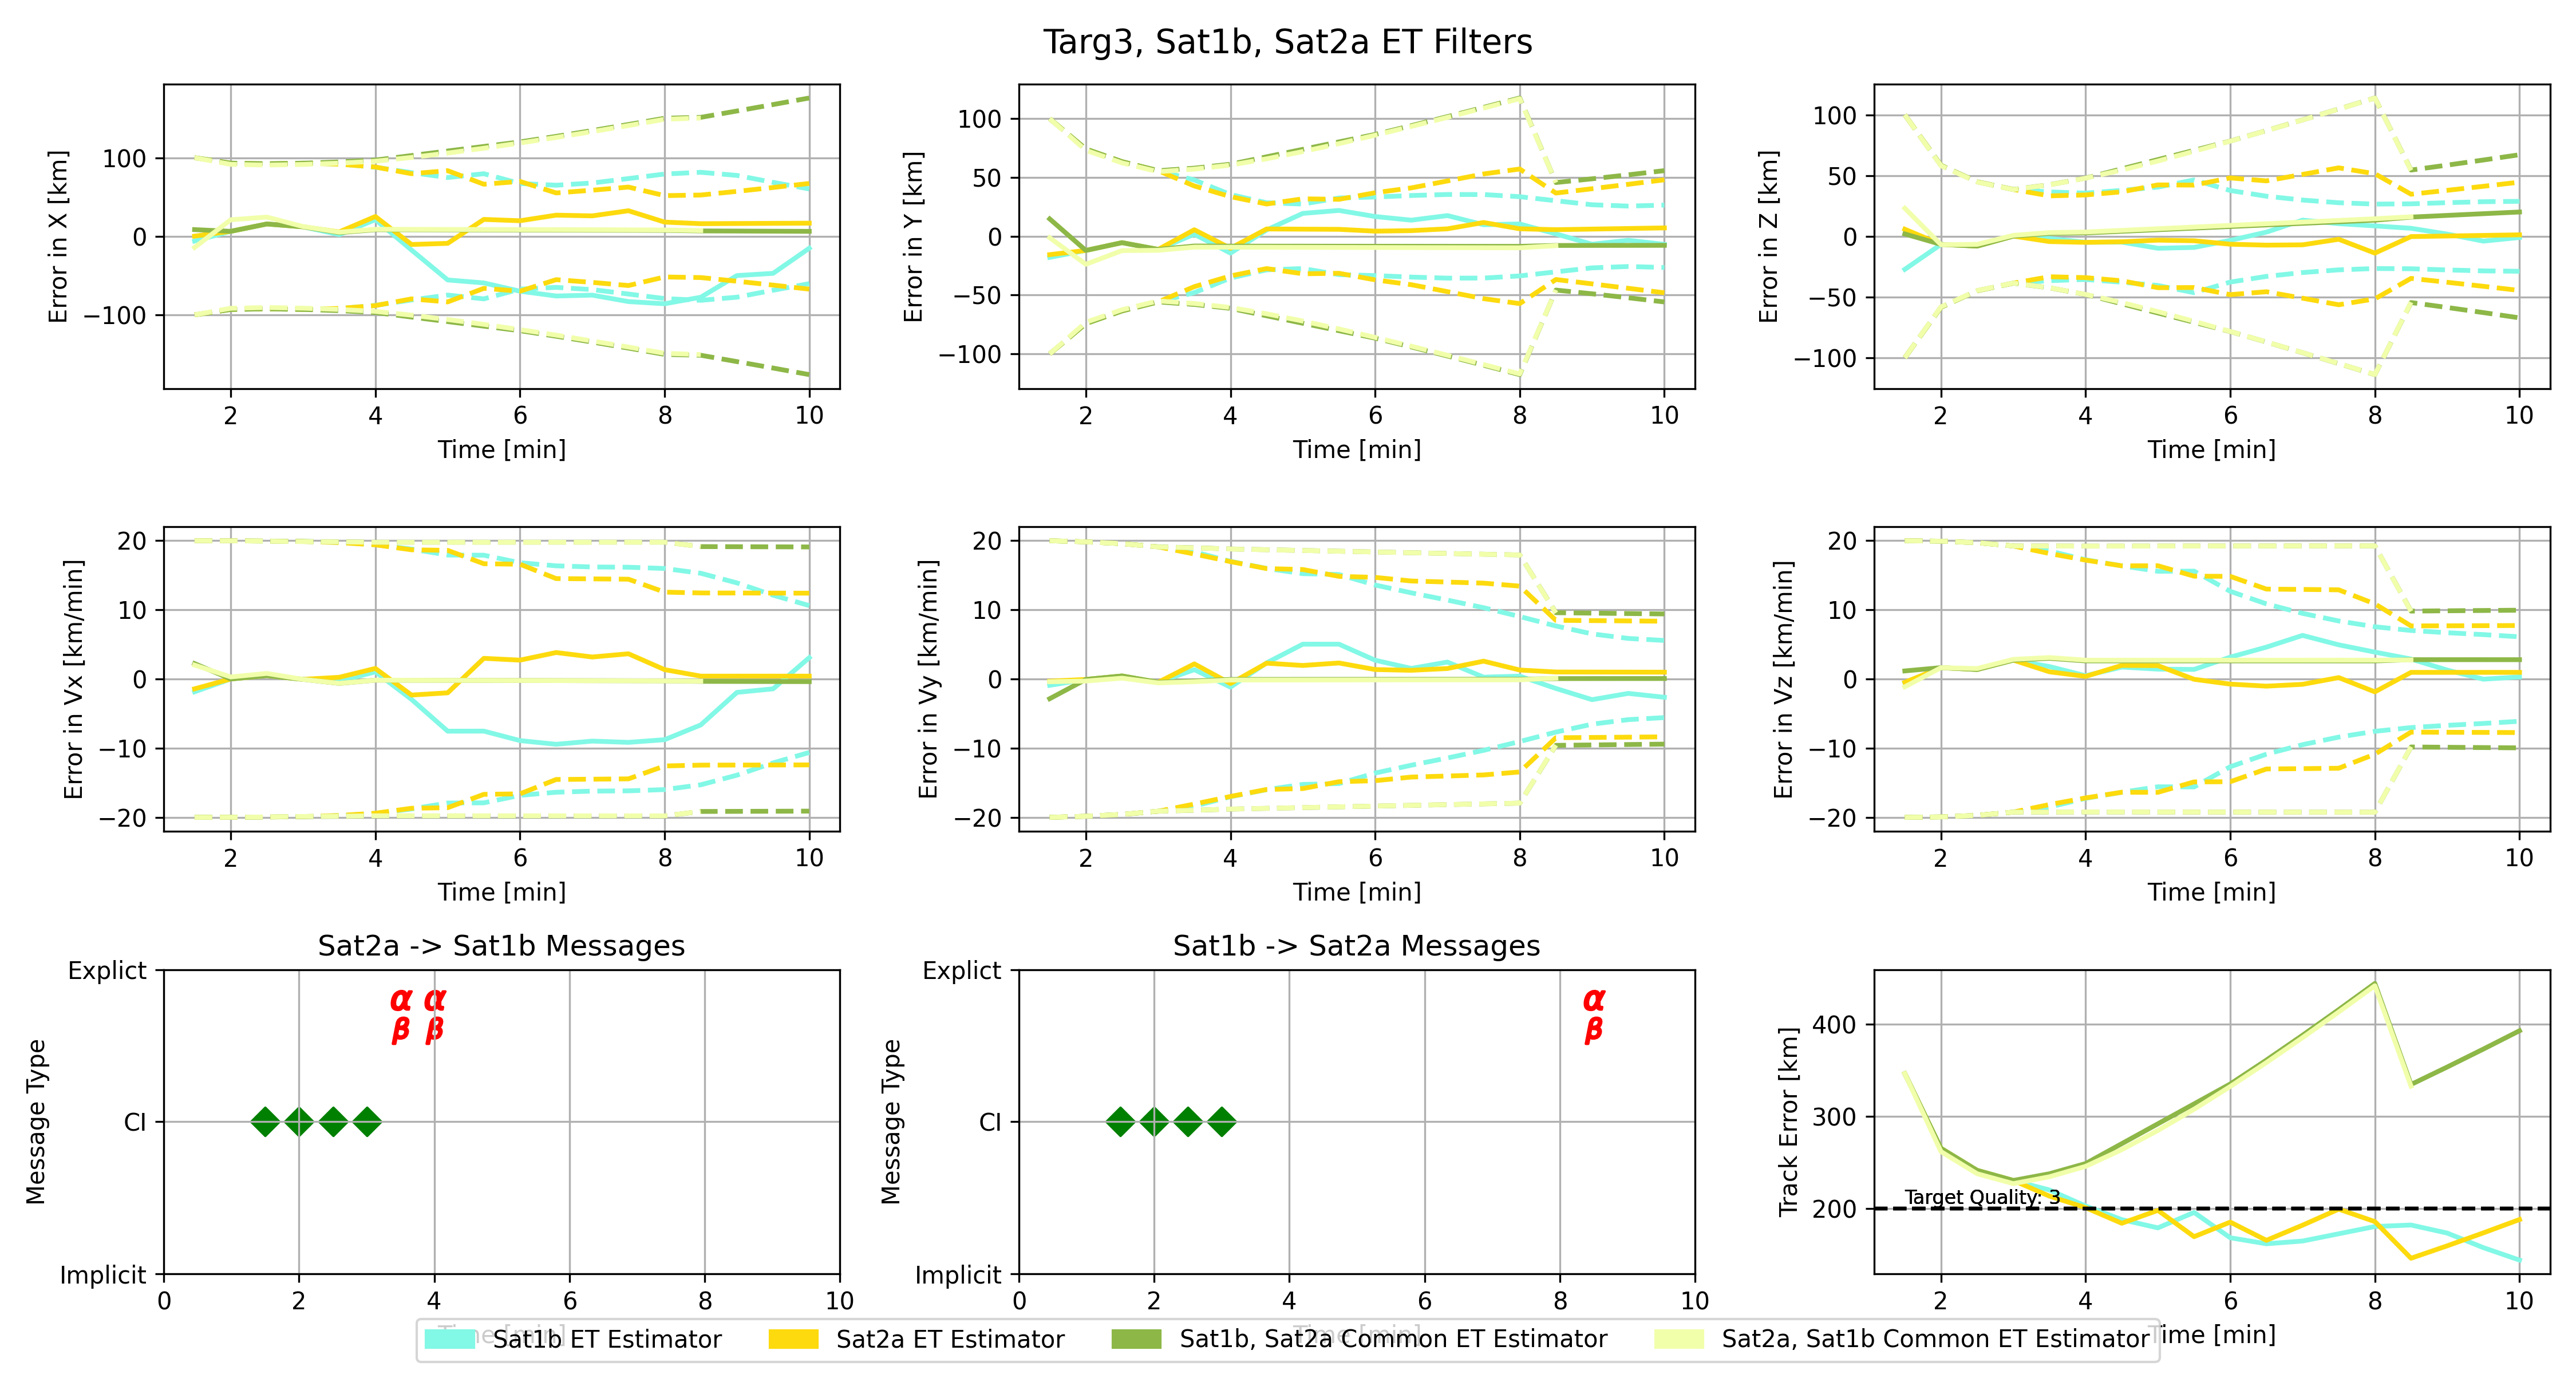 Targ3, Sat1b, Sat2a ET Filters
Error in X [km]
100
0
−100
2 4 6 8 10
Time [min]
Error in Y [km]
100
50
0
−50
−100
2 4 6 8 10
Time [min]
Error in Z [km]
100
50
0
−50
−100
2 4 6 8 10
Time [min]
Error in Vx [km/min]
20
10
0
−10
−20
2 4 6 8 10
Time [min]
Error in Vy [km/min]
20
10
0
−10
−20
2 4 6 8 10
Time [min]
Error in Vz [km/min]
20
10
0
−10
−20
2 4 6 8 10
Time [min]
Sat2a -> Sat1b Messages
Message Type
Explict
α α
β β
CI
Implicit
0 2 4 6 8 10
Time [min]
Sat1b -> Sat2a Messages
Message Type
Explict
α
β
CI
Implicit
0 2 4 6 8 10
Time [min]
Track Error [km]
400
300
200
Target Quality: 3
2 4 6 8 10
Time [min]
Sat1b ET Estimator
Sat2a ET Estimator
Sat1b, Sat2a Common ET Estimator
Sat2a, Sat1b Common ET Estimator